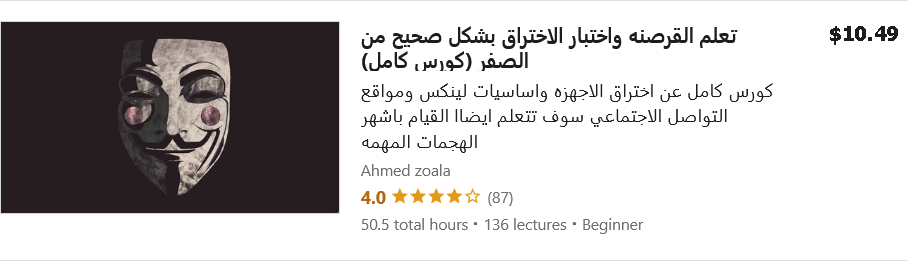 تعلم القرصنه واختبار الاختراق بشكل صحيح من
الصفر (كورس كامل)
$10.49
كورس كامل عن اختراق الاجهزه واساسيات لينكس ومواقع
التواصل الاجتماعي سوف تتعلم ايضاا القيام باشهر
الهجمات المهمه
Ahmed zoala
4.0 ★★★★☆ (87)
50.5 total hours • 136 lectures • Beginner